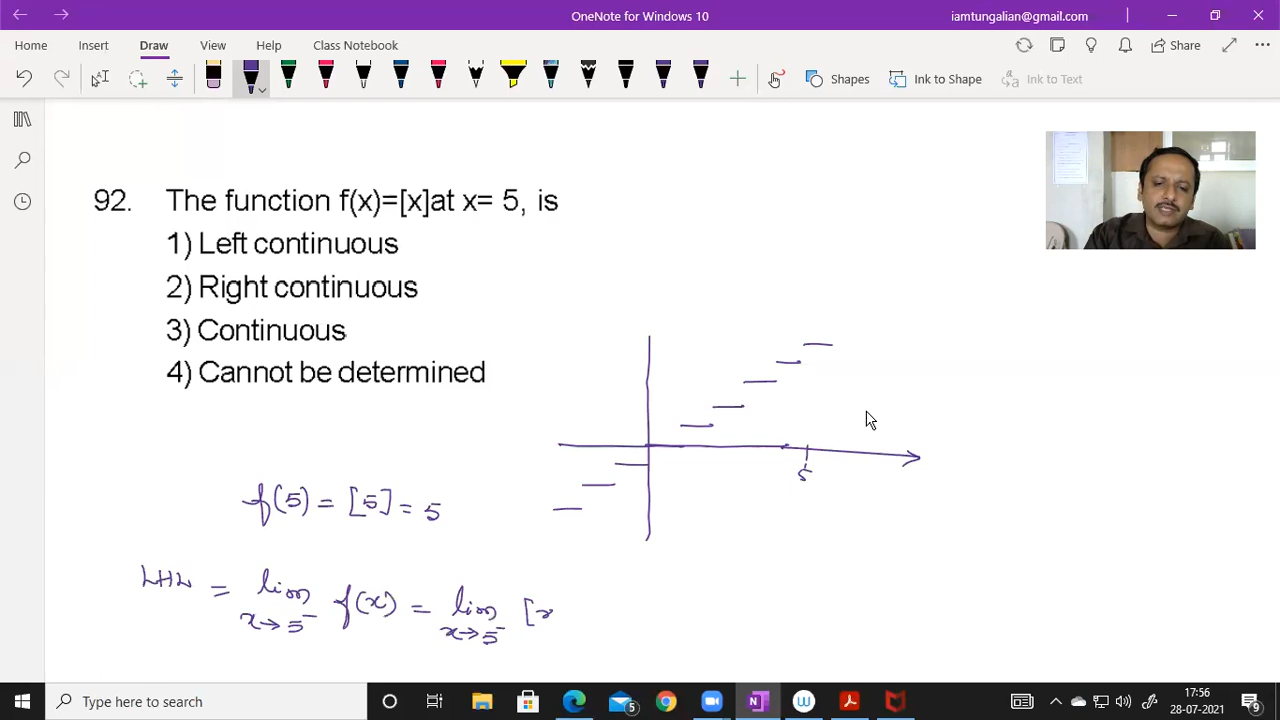 OneNote for Windows 10
iamtungalian@gmail.com
Home Insert Draw View Help Class Notebook Share
Shapes Ink to Shape Ink to Text
92. The function f(x)=[x]at x= 5, is
1) Left continuous
2) Right continuous
3) Continuous
4) Cannot be determined
5
f(5) = [5] = 5
LHL = lim f(x) = lim [x
x→5⁻ x→5⁻
Type here to search
5
17:56
28-07-2021
9